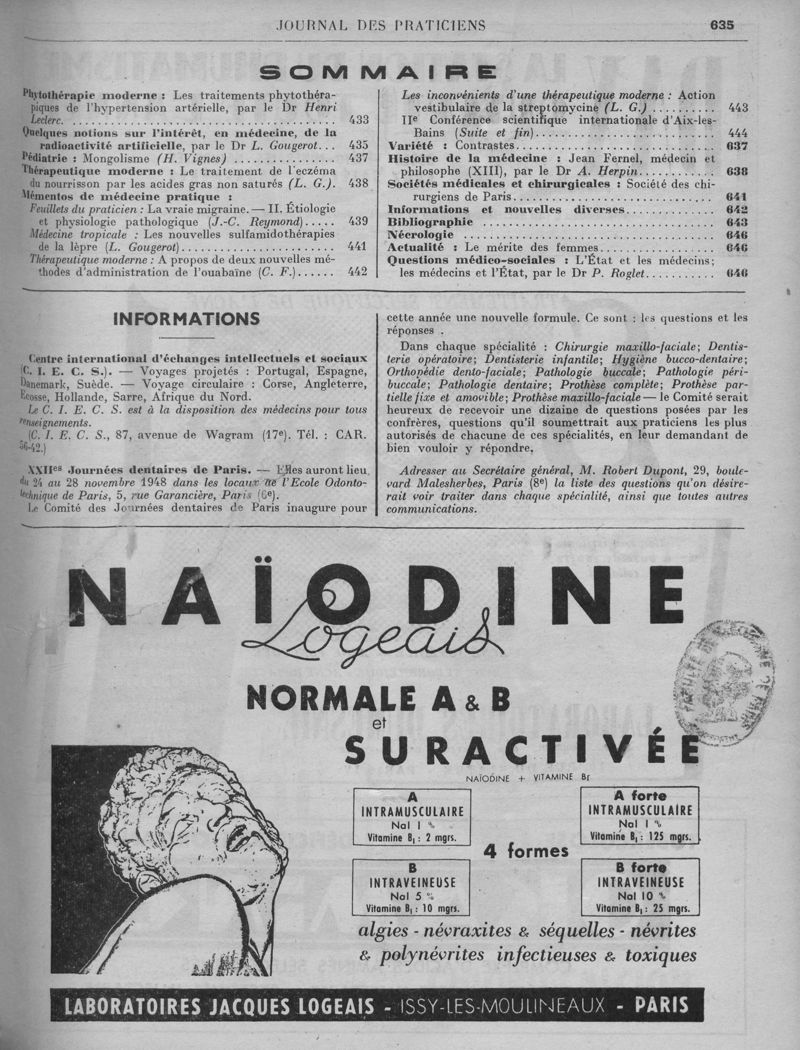 JOURNAL DES PRATICIENS 635
SOMMAIRE
Phytothérapie moderne : Les traitements phytothéra-
piques de l'hypertension artérielle, par le Dr Henri
Leclerc. .......... 433
Quelques notions sur l'intérêt, en médecine, de la
radioactivité artificielle, par le Dr L. Gougerot... 435
Pédiatrie : Mongolisme (H. Vignes) .......... 437
Thérapeutique moderne : Le traitement de l'eczéma
du nourrisson par les acides gras non saturés (L. G.). 438
Mémentos de médecine pratique :
Feuillets du praticien : La vraie migraine. — II. Étiologie
et physiologie pathologique (J.-C. Reymond)..... 439
Médecine tropicale : Les nouvelles sulfamidothérapies
de la lèpre (L. Gougerot).......... 441
Thérapeutique moderne : A propos de deux nouvelles mé-
thodes d'administration de l'ouabaïne (C. F.)...... 442
Les inconvénients d'une thérapeutique moderne : Action
vestibulaire de la streptomycine (L. G.) .......... 443
IIe Conférence scientifique internationale d'Aix-les-
Bains (Suite et fin).......... 444
Variété : Contrastes.......... 637
Histoire de la médecine : Jean Fernel, médecin et
philosophe (XIII), par le Dr A. Herpin.......... 638
Sociétés médicales et chirurgicales : Société des chi-
rurgiens de Paris.......... 641
Informations et nouvelles diverses.......... 642
Bibliographie .......... 643
Nécrologie .......... 646
Actualité : Le mérite des femmes.......... 646
Questions médico-sociales : L'État et les médecins;
les médecins et l'État, par le Dr P. Roglet.......... 646
INFORMATIONS
Centre international d'échanges intellectuels et sociaux
(C. I. E. C. S.). — Voyages projetés : Portugal, Espagne,
Danemark, Suède. — Voyage circulaire : Corse, Angleterre,
Ecosse, Hollande, Sarre, Afrique du Nord.
Le C. I. E. C. S. est à la disposition des médecins pour tous
renseignements.
(C. I. E. C. S., 87, avenue de Wagram (17e). Tél. : CAR.
56-42.)
XXIIes Journées dentaires de Paris. — Elles auront lieu
du 24 au 28 novembre 1948 dans les locaux de l'Ecole Odonto-
technique de Paris, 5, rue Garancière, Paris (6e).
Le Comité des Journées dentaires de Paris inaugure pour
cette année une nouvelle formule. Ce sont : les questions et les
réponses .
Dans chaque spécialité : Chirurgie maxillo-faciale; Dentis-
terie opératoire; Dentisterie infantile; Hygiène bucco-dentaire;
Orthopédie dento-faciale; Pathologie buccale; Pathologie péri-
buccale; Pathologie dentaire; Prothèse complète; Prothèse par-
tielle fixe et amovible; Prothèse maxillo-faciale — le Comité serait
heureux de recevoir une dizaine de questions posées par les
confrères, questions qu'il soumettrait aux praticiens les plus
autorisés de chacune de ces spécialités, en leur demandant de
bien vouloir y répondre.
Adresser au Secrétaire général, M. Robert Dupont, 29, boule-
vard Malesherbes, Paris (8e) la liste des questions qu'on désire-
rait voir traiter dans chaque spécialité, ainsi que toutes autres
communications.
NAÏODINE
Logeais
NORMALE A & B
et
SURACTIVÉE
NAÏODINE + VITAMINE B1
A
INTRAMUSCULAIRE
NaI 1 %
Vitamine B1 : 2 mgrs.
A forte
INTRAMUSCULAIRE
NaI 1 %
Vitamine B1 : 125 mgrs.
4 formes
B
INTRAVEINEUSE
NaI 5 %
Vitamine B1 : 10 mgrs.
B forte
INTRAVEINEUSE
NaI 10 %
Vitamine B1 : 25 mgrs.
algies - névraxites & séquelles - névrites
& polynévrites infectieuses & toxiques
LABORATOIRES JACQUES LOGEAIS - ISSY-LES-MOULINEAUX - PARIS